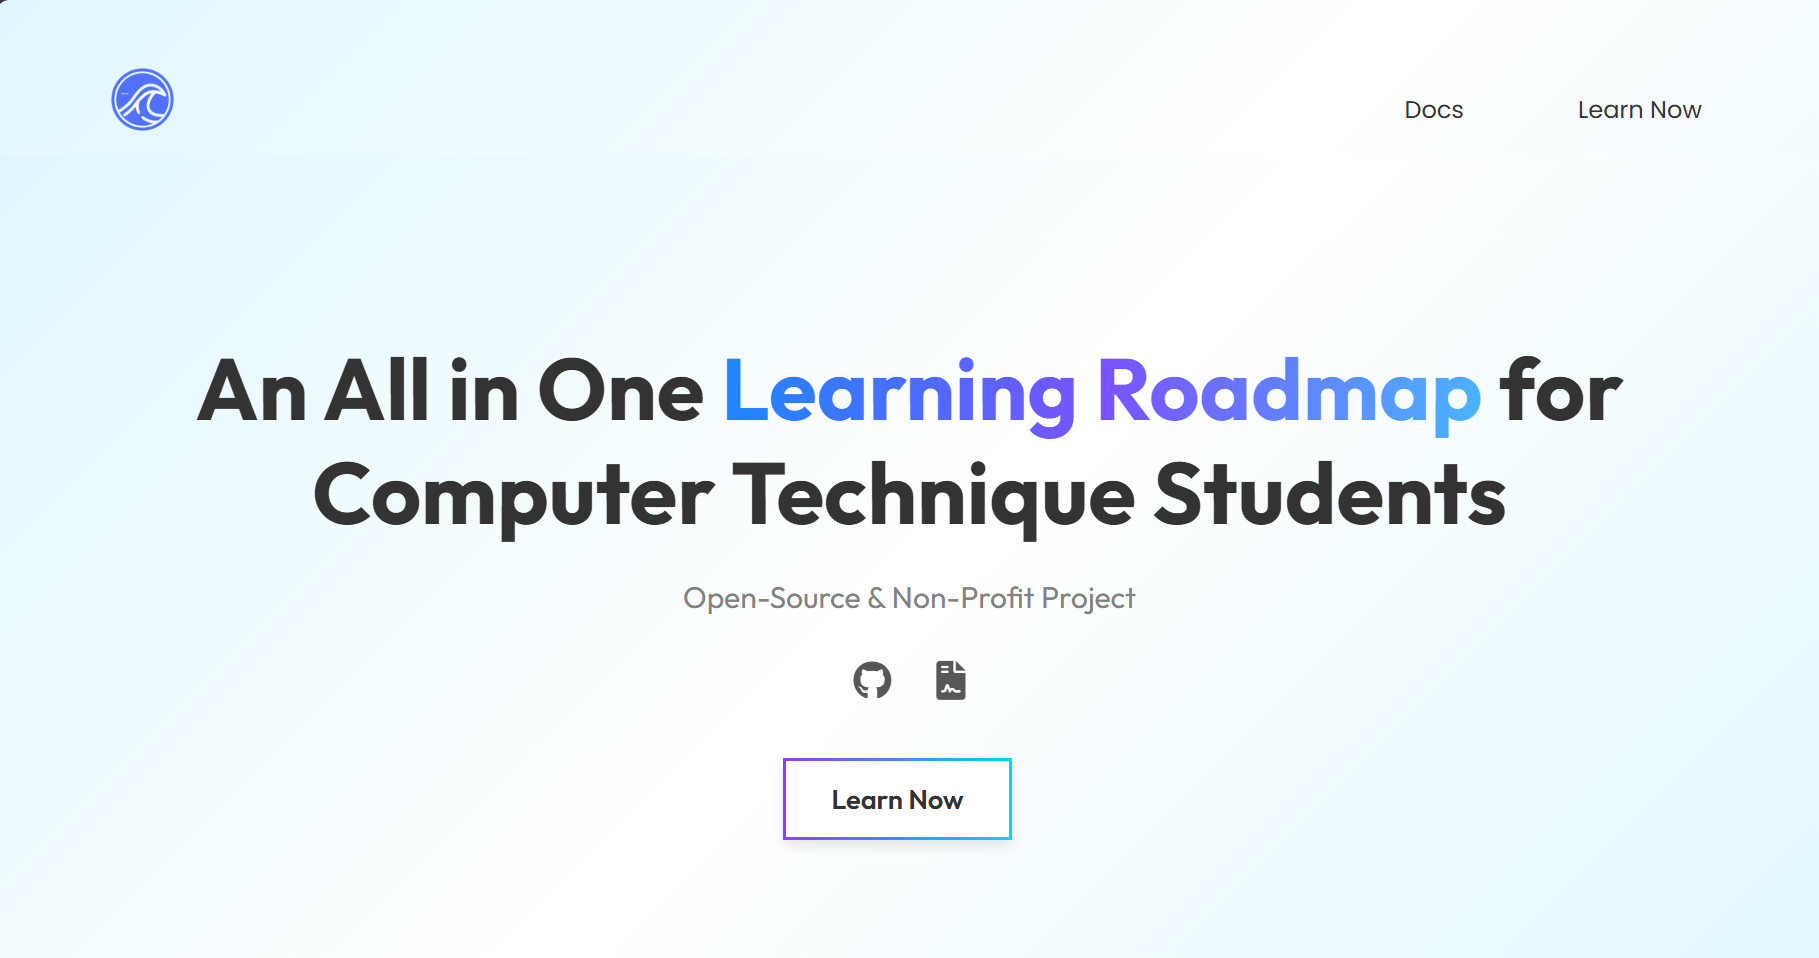 Docs
Learn Now
An All in One Learning Roadmap for
Computer Technique Students
Open-Source & Non-Profit Project
Learn Now